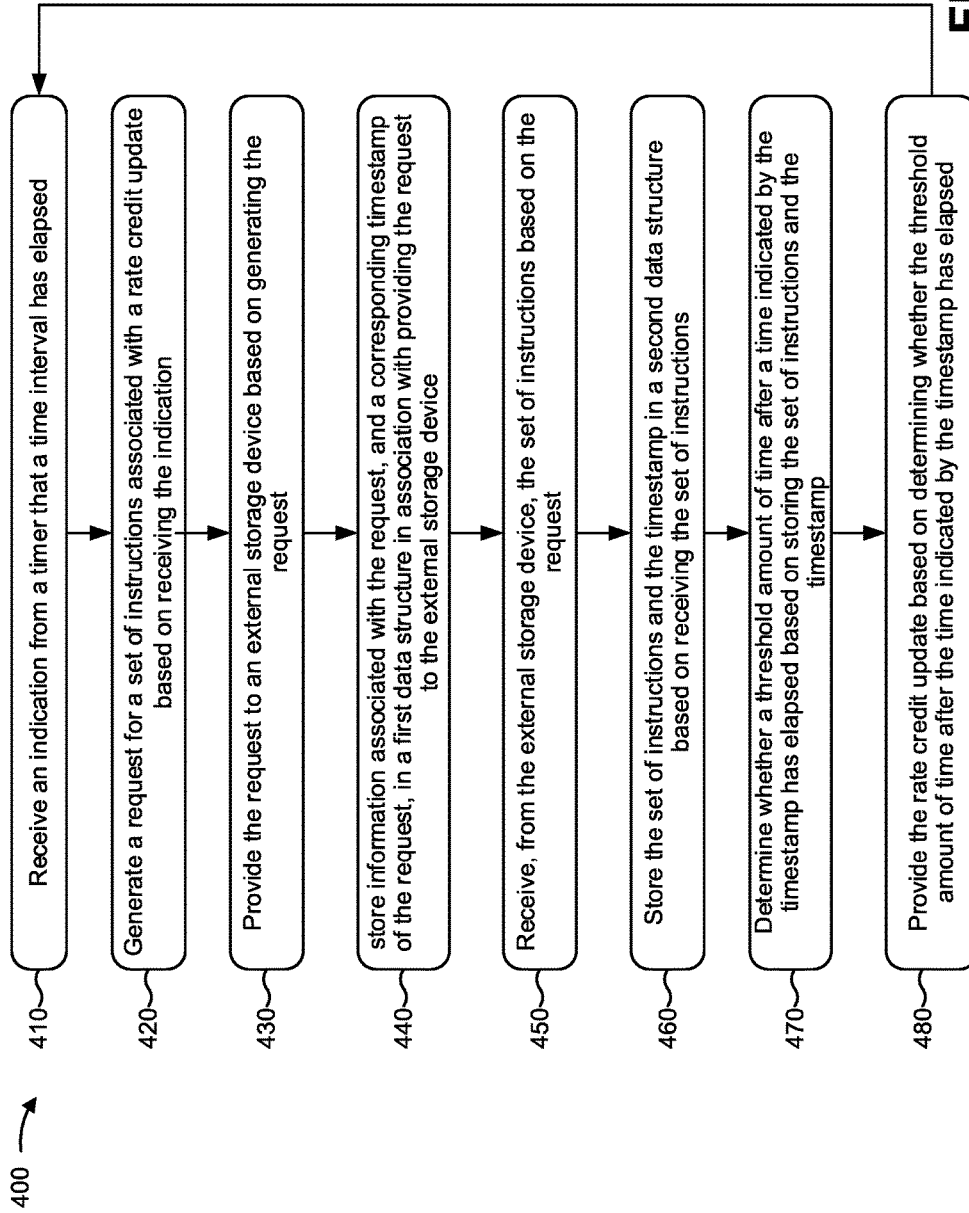 400
410
Receive an indication from a timer that a time interval has elapsed
420
Generate a request for a set of instructions associated with a rate credit update
based on receiving the indication
430
Provide the request to an external storage device based on generating the
request
440
store information associated with the request, and a corresponding timestamp
of the request, in a first data structure in association with providing the request
to the external storage device
450
Receive, from the external storage device, the set of instructions based on the
request
460
Store the set of instructions and the timestamp in a second data structure
based on receiving the set of instructions
470
Determine whether a threshold amount of time after a time indicated by the
timestamp has elapsed based on storing the set of instructions and the
timestamp
480
Provide the rate credit update based on determining whether the threshold
amount of time after the time indicated by the timestamp has elapsed